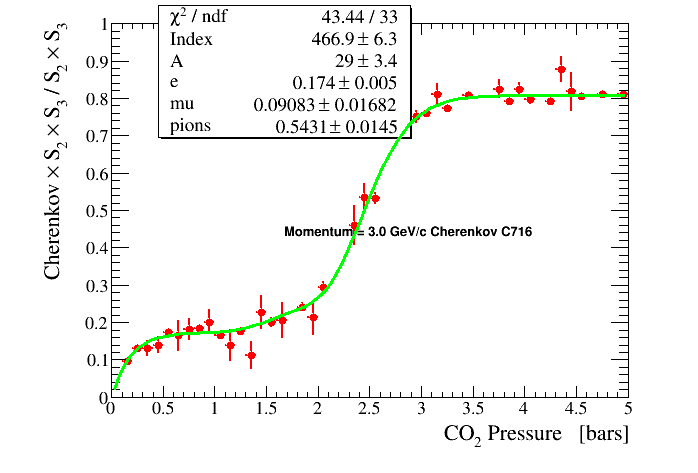 χ² / ndf 43.44 / 33
Index 466.9 ± 6.3
A 29 ± 3.4
e 0.174 ± 0.005
mu 0.09083 ± 0.01682
pions 0.5431 ± 0.0145
Cherenkov × S₂ × S₃ / S₂ × S₃
1
0.9
0.8
0.7
0.6
0.5
0.4
0.3
0.2
0.1
0
Momentum = 3.0 GeV/c Cherenkov C716
0 0.5 1 1.5 2 2.5 3 3.5 4 4.5 5
CO₂ Pressure [bars]